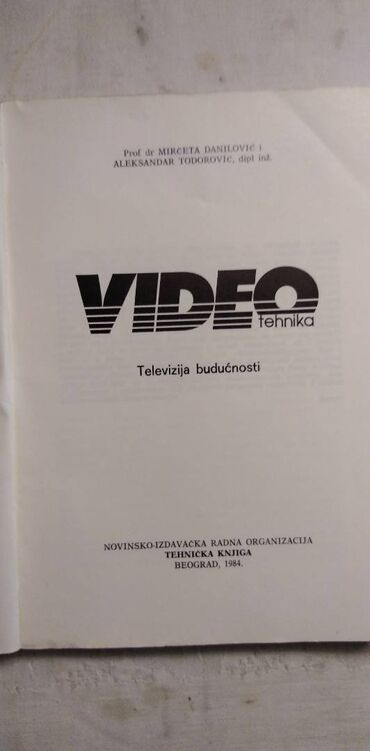 Prof dr MIRČETA DANILOVIĆ i
ALEKSANDAR TODOROVIĆ, dipl inž.
VIDEO
tehnika
Televizija budućnosti
NOVINSKO-IZDAVAČKA RADNA ORGANIZACIJA
TEHNIČKA KNJIGA
BEOGRAD, 1984.